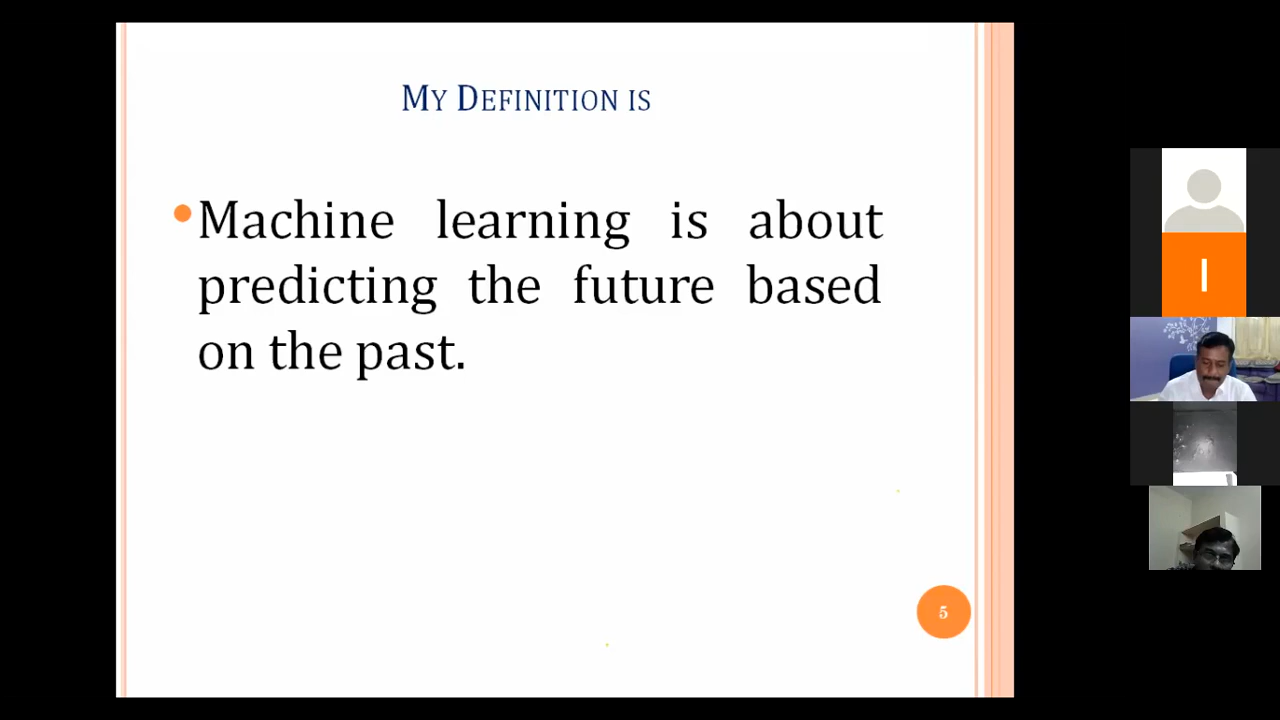 My Definition is
•Machine learning is about
predicting the future based
on the past.
5
I